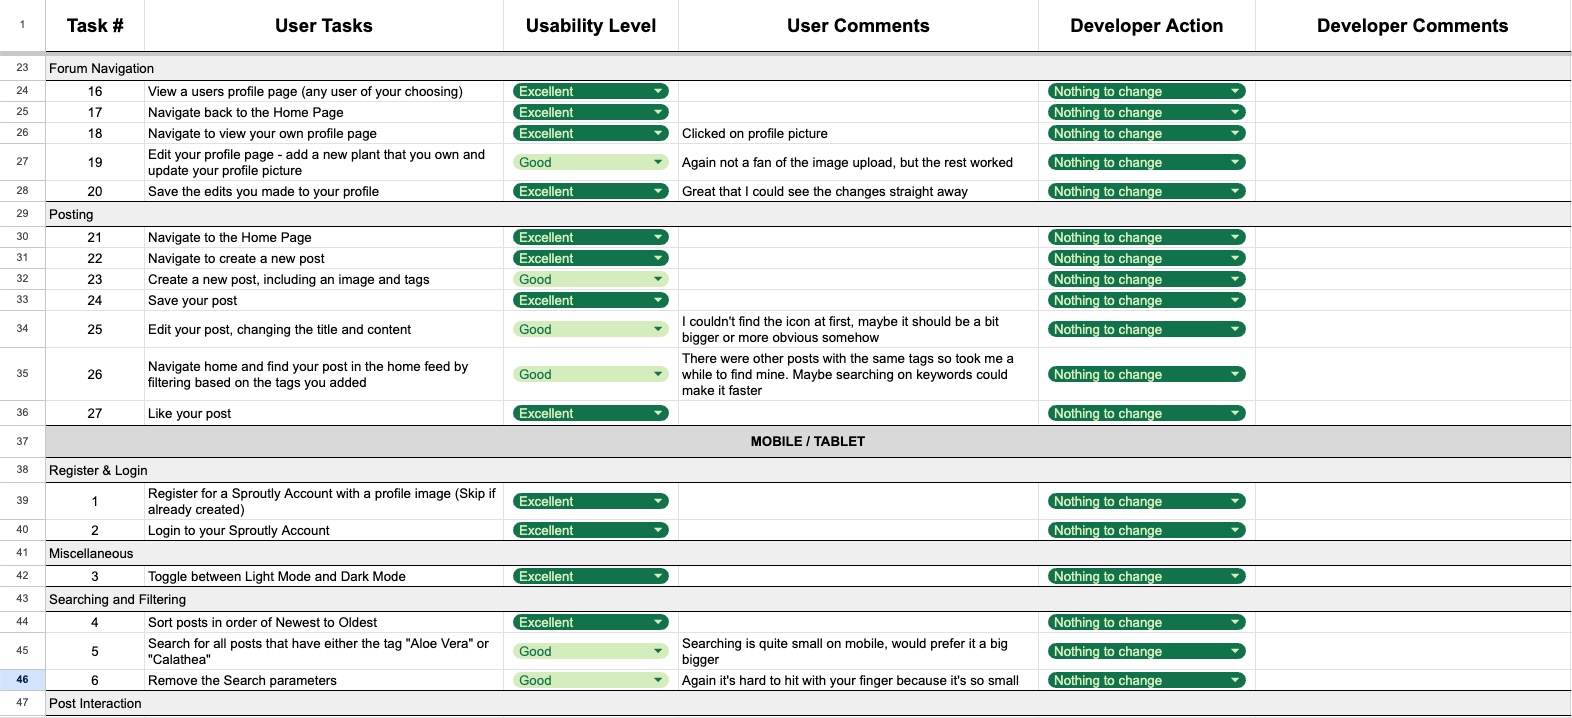 1 Task # User Tasks Usability Level User Comments Developer Action Developer Comments
23 Forum Navigation
24 16 View a users profile page (any user of your choosing) Excellent Nothing to change
25 17 Navigate back to the Home Page Excellent Nothing to change
26 18 Navigate to view your own profile page Excellent Clicked on profile picture Nothing to change
27 19 Edit your profile page - add a new plant that you own and
update your profile picture Good Again not a fan of the image upload, but the rest worked Nothing to change
28 20 Save the edits you made to your profile Excellent Great that I could see the changes straight away Nothing to change
29 Posting
30 21 Navigate to the Home Page Excellent Nothing to change
31 22 Navigate to create a new post Excellent Nothing to change
32 23 Create a new post, including an image and tags Good Nothing to change
33 24 Save your post Excellent Nothing to change
34 25 Edit your post, changing the title and content Good I couldn't find the icon at first, maybe it should be a bit
bigger or more obvious somehow Nothing to change
35 26 Navigate home and find your post in the home feed by
filtering based on the tags you added Good There were other posts with the same tags so took me a
while to find mine. Maybe searching on keywords could
make it faster Nothing to change
36 27 Like your post Excellent Nothing to change
37 MOBILE / TABLET
38 Register & Login
39 1 Register for a Sproutly Account with a profile image (Skip if
already created) Excellent Nothing to change
40 2 Login to your Sproutly Account Excellent Nothing to change
41 Miscellaneous
42 3 Toggle between Light Mode and Dark Mode Excellent Nothing to change
43 Searching and Filtering
44 4 Sort posts in order of Newest to Oldest Excellent Nothing to change
45 5 Search for all posts that have either the tag "Aloe Vera" or
"Calathea" Good Searching is quite small on mobile, would prefer it a big
bigger Nothing to change
46 6 Remove the Search parameters Good Again it's hard to hit with your finger because it's so small Nothing to change
47 Post Interaction